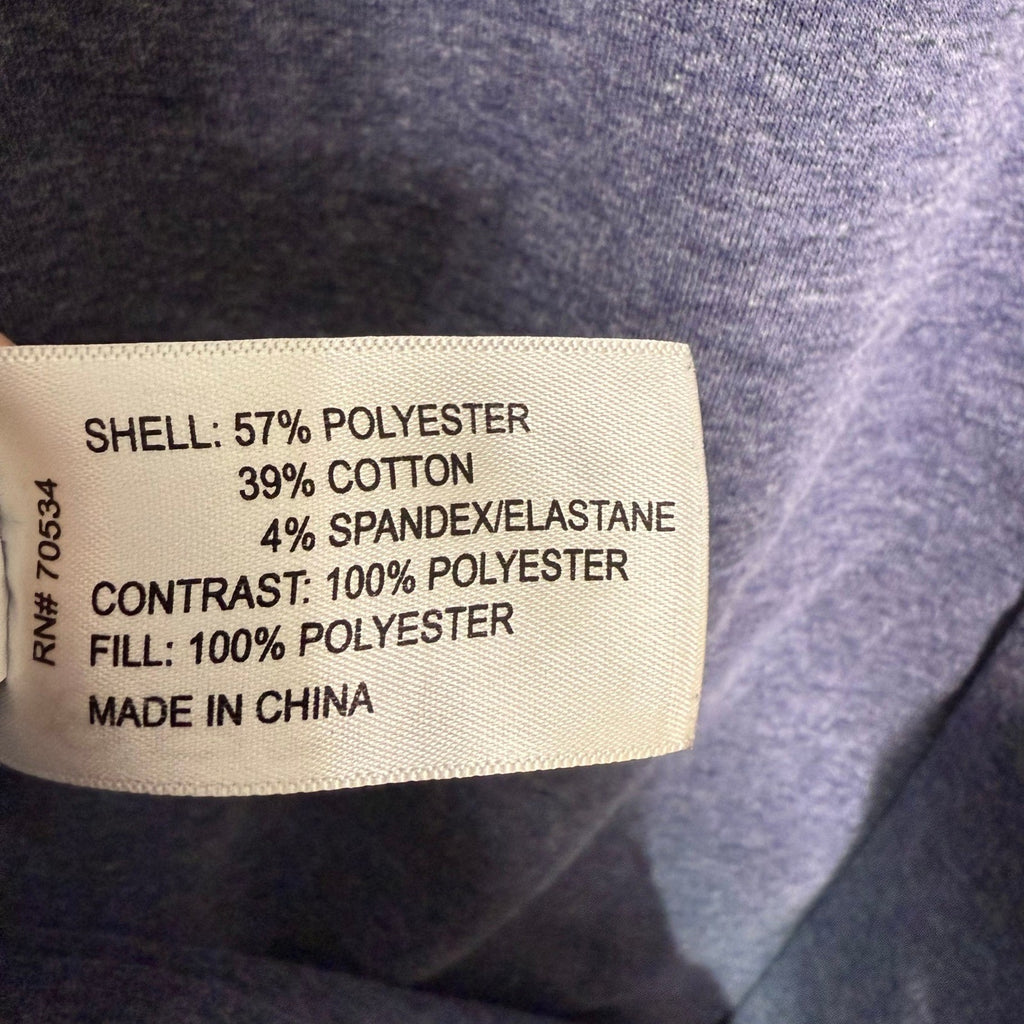 SHELL: 57% POLYESTER
39% COTTON
4% SPANDEX/ELASTANE
CONTRAST: 100% POLYESTER
FILL: 100% POLYESTER
MADE IN CHINA
RN# 70534